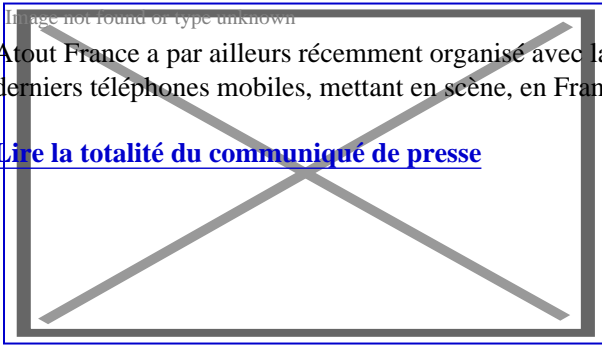 Image not found or type unknown
Atout France a par ailleurs récemment organisé avec la
derniers téléphones mobiles, mettant en scène, en Fran
Lire la totalité du communiqué de presse